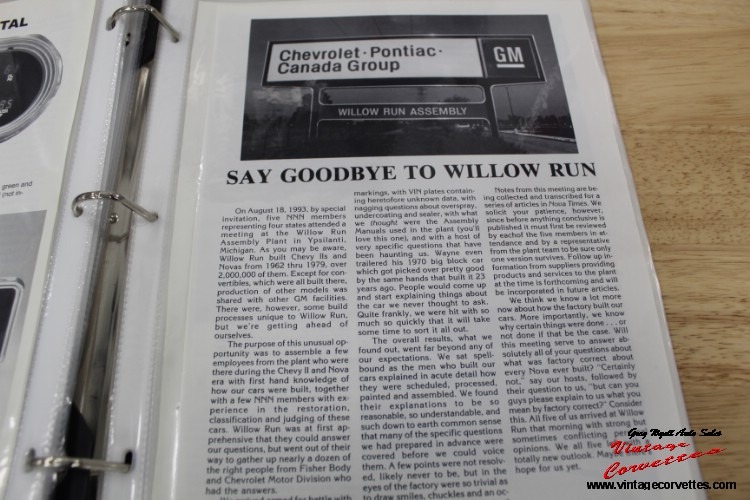 TAL
85
green and
(not in-
Chevrolet · Pontiac ·
Canada Group
GM
WILLOW RUN ASSEMBLY
SAY GOODBYE TO WILLOW RUN
On August 18, 1993, by special
invitation, five NNN members
representing four states attended a
meeting at the Willow Run
Assembly Plant in Ypsilanti,
Michigan. As you may be aware,
Willow Run built Chevy IIs and
Novas from 1962 thru 1979, over
2,000,000 of them. Except for con-
vertibles, which were all built there,
production of other models was
shared with other GM facilities.
There were, however, some build
processes unique to Willow Run,
but we're getting ahead of
ourselves.
The purpose of this unusual op-
portunity was to assemble a few
employees from the plant who were
there during the Chevy II and Nova
era with first hand knowledge of
how our cars were built, together
with a few NNN members with ex-
perience in the restoration,
classification and judging of these
cars. Willow Run was at first ap-
prehensive that they could answer
our questions, but went out of their
way to gather up nearly a dozen of
the right people from Fisher Body
and Chevrolet Motor Division who
had the answers.
markings, with VIN plates contain-
ing heretofore unknown data, with
nagging questions about overspray,
undercoating and sealer, with what
we thought were the Assembly
Manuals used in the plant (you'll
love this one), and with a host of
very specific questions that have
been haunting us. Wayne even
trailered his 1970 big block car
which got picked over pretty good
by the same hands that built it 23
years ago. People would come up
and start explaining things about
the car we never thought to ask.
Quite frankly, we were hit with so
much so quickly that it will take
some time to sort it all out.
The overall results, what we
found out, went far beyond any of
our expectations. We sat spell-
bound as the men who built our
cars explained in acute detail how
they were scheduled, processed,
painted and assembled. We found
their explanations to be so
reasonable, so understandable, and
such down to earth common sense
that many of the specific questions
we had prepared in advance were
covered before we could voice
them. A few points were not resolv-
ed, likely never to be, but in the
eyes of the factory were so trivial as
to draw smiles, chuckles and an oc-
Notes from this meeting are be-
ing collected and transcribed for a
series of articles in Nova Times. We
solicit your patience, however,
since before anything conclusive is
published it must first be reviewed
by each of the five members in at-
tendance and by a representative
from the plant team to be sure only
one version survives. Follow up in-
formation from suppliers providing
products and services to the plant
at the time is forthcoming and will
be incorporated in future articles.
We think we know a lot more
now about how the factory built our
cars. More importantly, we know
why certain things were done . . . or
not done if that be the case. Will
this meeting serve to answer ab-
solutely all of your questions about
what was factory correct about
every Nova ever built? "Certainly
not," say our hosts, followed by
their question to us, "but can you
guys please explain to us what you
mean by factory correct?" Consider
this. All five of us arrived at Willow
Run that morning with strong but
sometimes conflicting
opinions. We all five
totally new outlook. May
hope for us yet.
Greg Wyatt Auto Sales
Vintage
Corvettes
www.vintagecorvettes.com